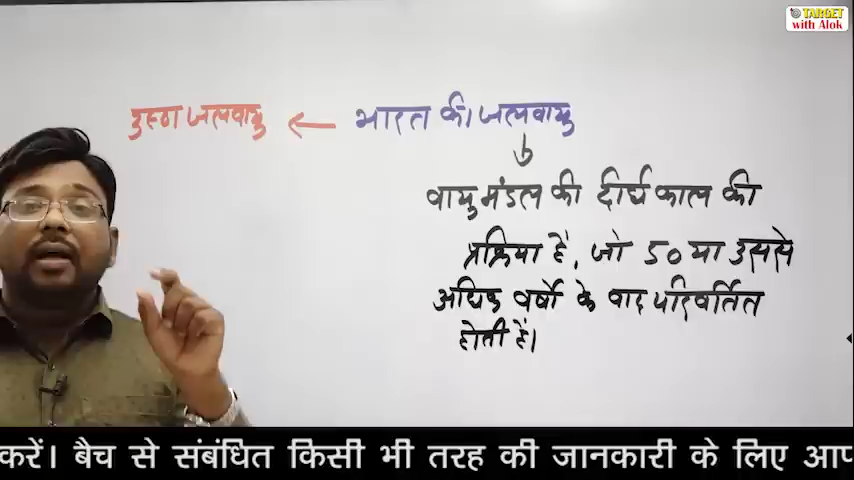 TARGET
with Alok
उष्ण जलवायु ← भारत की जलवायु
वायुमंडल की दीर्घ काल की
प्रक्रिया है, जो 50 या उससे
अधिक वर्षो के बाद परिवर्तित
होती है।
करें। बैच से संबंधित किसी भी तरह की जानकारी के लिए आप